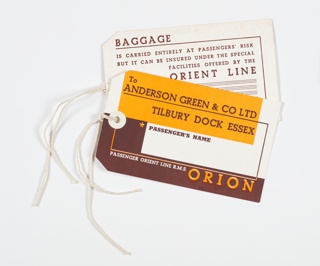 BAGGAGE
IS CARRIED ENTIRELY AT PASSENGERS' RISK
BUT IT CAN BE INSURED UNDER THE SPECIAL
FACILITIES OFFERED BY THE
ORIENT LINE
To
ANDERSON GREEN & CO LTD
TILBURY DOCK ESSEX
PASSENGER'S NAME
PASSENGER ORIENT LINE R.M.S
ORION